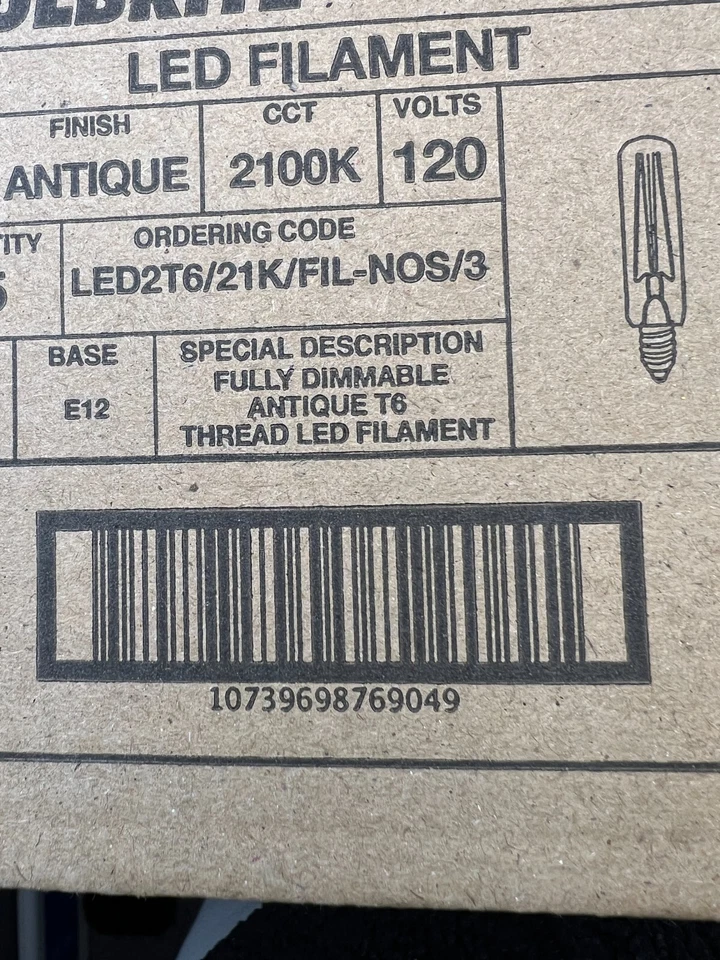 LED FILAMENT
FINISH CCT VOLTS
ANTIQUE 2100K 120
ORDERING CODE
LED2T6/21K/FIL-NOS/3
BASE
E12
SPECIAL DESCRIPTION
FULLY DIMMABLE
ANTIQUE T6
THREAD LED FILAMENT
10739698769049